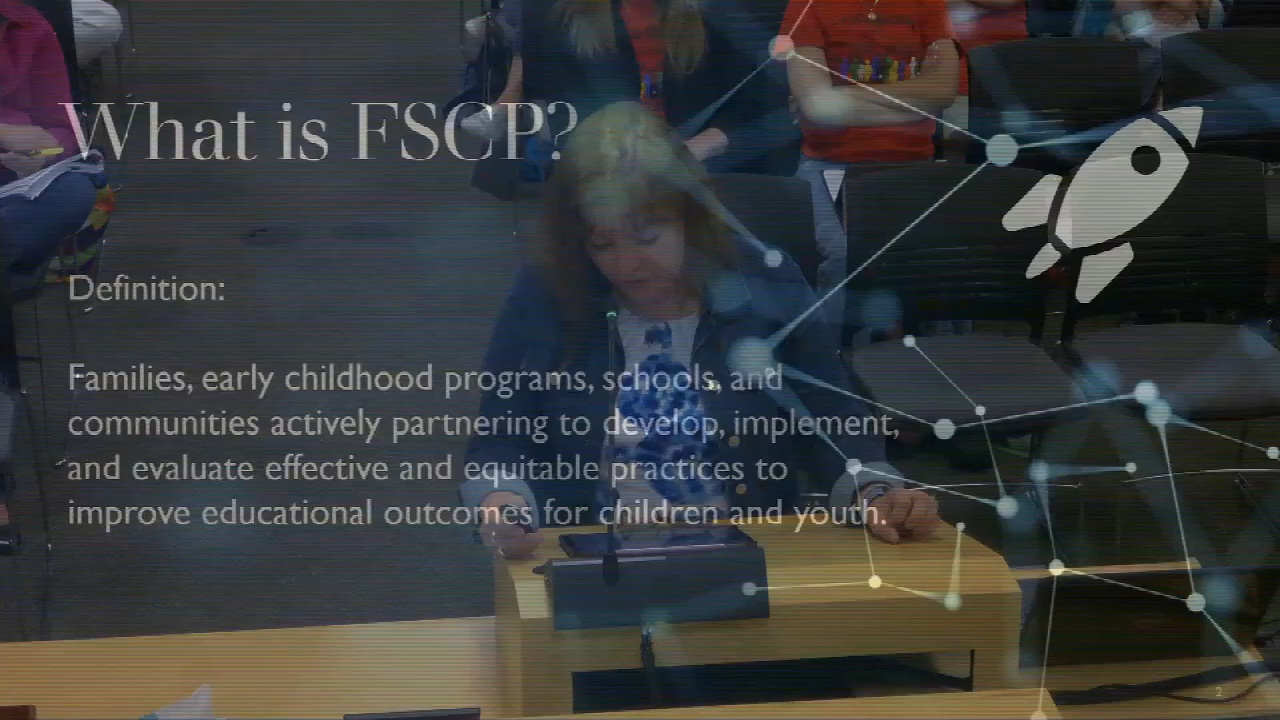 What is FSCP?
Definition:
Families, early childhood programs, schools, and
communities actively partnering to develop, implement,
and evaluate effective and equitable practices to
improve educational outcomes for children and youth.
2